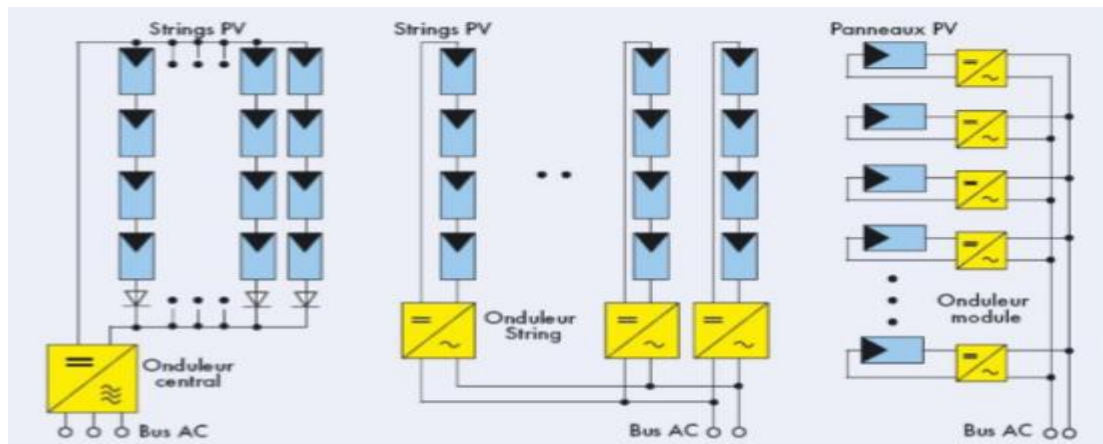 Strings PV
Onduleur
central
Bus AC
Strings PV
Onduleur
String
Bus AC
Panneaux PV
Onduleur
module
Bus AC